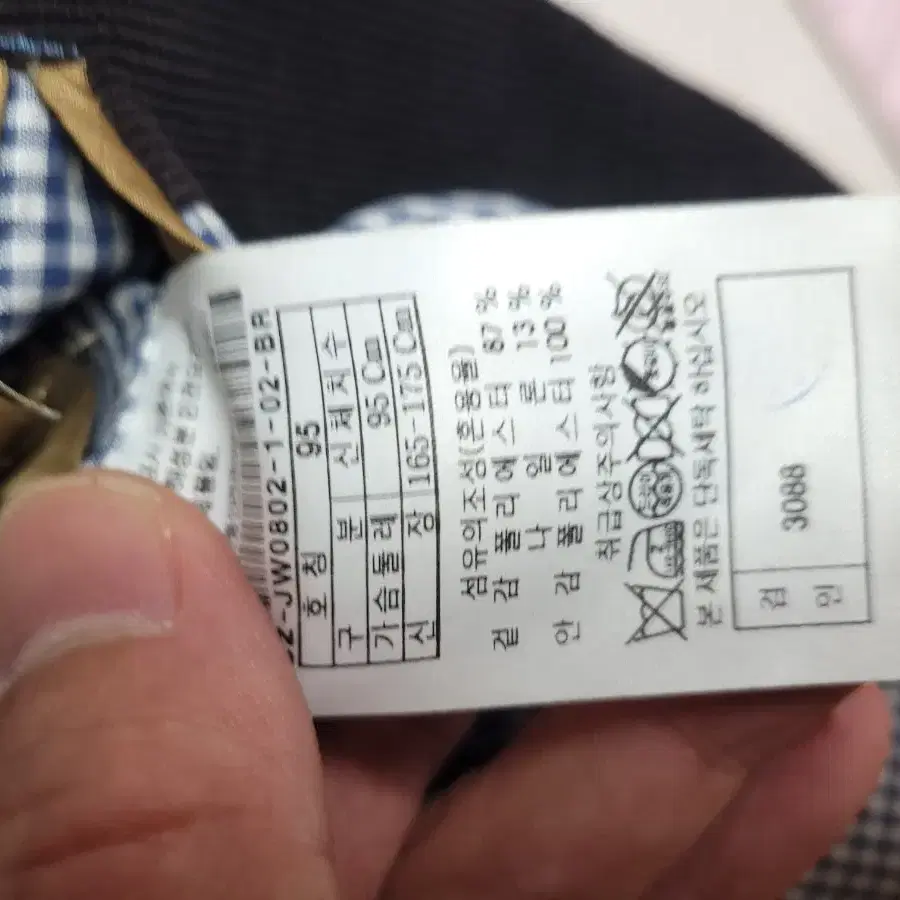 2-JW0802-1-02-BR
호칭 95
구분 신체치수
가슴둘레 95 Cm
신장 165-175 Cm
섬유의조성(혼용율)
겉감 폴리에스터 87 %
나일론 13 %
안감 폴리에스터 100 %
취급상주의사항
본 제품은 단독세탁 하십시오
검인 3088